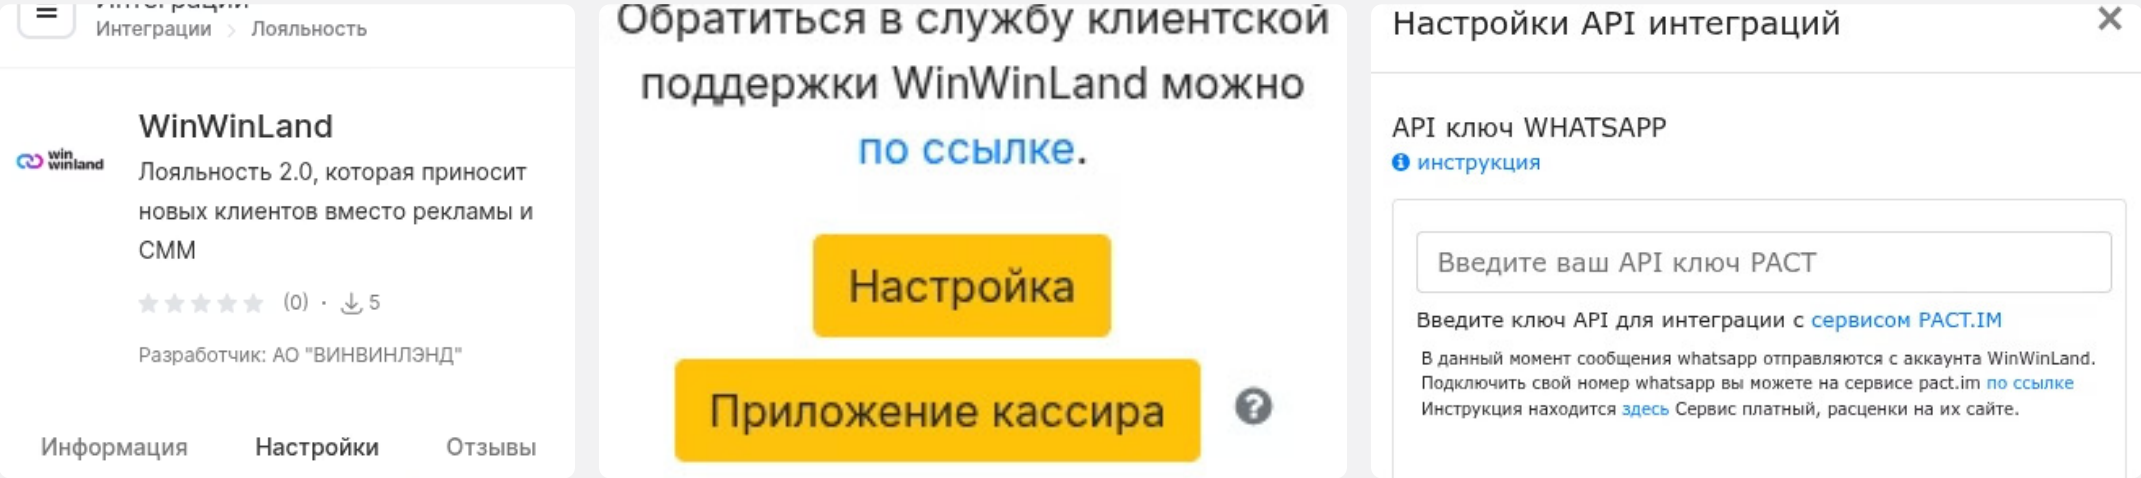 Интеграции
Интеграции > Лояльность
win
winland
WinWinLand
Лояльность 2.0, которая приносит
новых клиентов вместо рекламы и
СММ
(0) · 5
Разработчик: АО "ВИНВИНЛЭНД"
Информация Настройки Отзывы
Обратиться в службу клиентской
поддержки WinWinLand можно
по ссылке.
Настройка
Приложение кассира ?
Настройки API интеграций ×
API ключ WHATSAPP
инструкция
Введите ваш API ключ PACT
Введите ключ API для интеграции с сервисом PACT.IM
В данный момент сообщения whatsapp отправляются с аккаунта WinWinLand.
Подключить свой номер whatsapp вы можете на сервисе pact.im по ссылке
Инструкция находится здесь Сервис платный, расценки на их сайте.